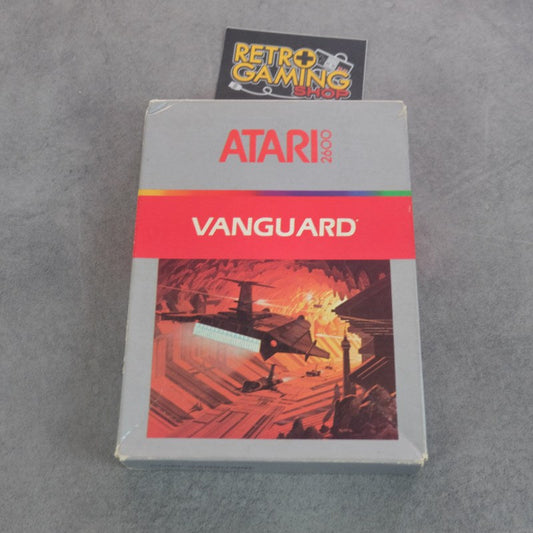 RETRO
GAMING
SHOP
ATARI 2600
VANGUARD